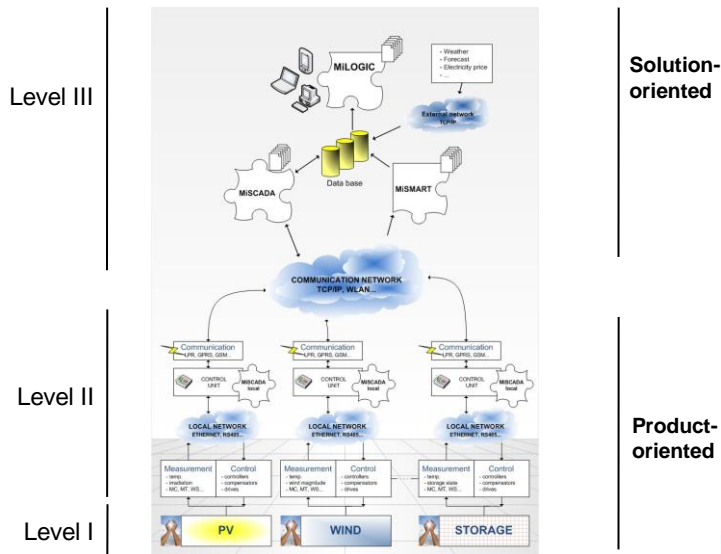 Level III
MiLOGIC
- Weather
- Forecast
- Electricity price
- ...
External network
TCP/IP
Data base
MiSCADA
MiSMART
COMMUNICATION NETWORK
TCP/IP, WLAN...
Solution-
oriented
Level II
Communication
LPR, GPRS, GSM...
CONTROL
UNIT
MiSCADA
local
LOCAL NETWORK
ETHERNET, RS485...
Communication
LPR, GPRS, GSM...
CONTROL
UNIT
MiSCADA
local
LOCAL NETWORK
ETHERNET, RS485...
Communication
LPR, GPRS, GSM...
CONTROL
UNIT
MiSCADA
local
LOCAL NETWORK
ETHERNET, RS485...
Product-
oriented
Measurement
- temp.
- irradiation
- MC, MT, WS...
Control
- controllers
- compensators
- drives
Measurement
- temp.
- wind magnitude
- MC, MT, WS...
Control
- controllers
- compensators
- drives
Measurement
- temp.
- storage state
- MC, MT, WS...
Control
- controllers
- compensators
- drives
Level I
PV
WIND
STORAGE